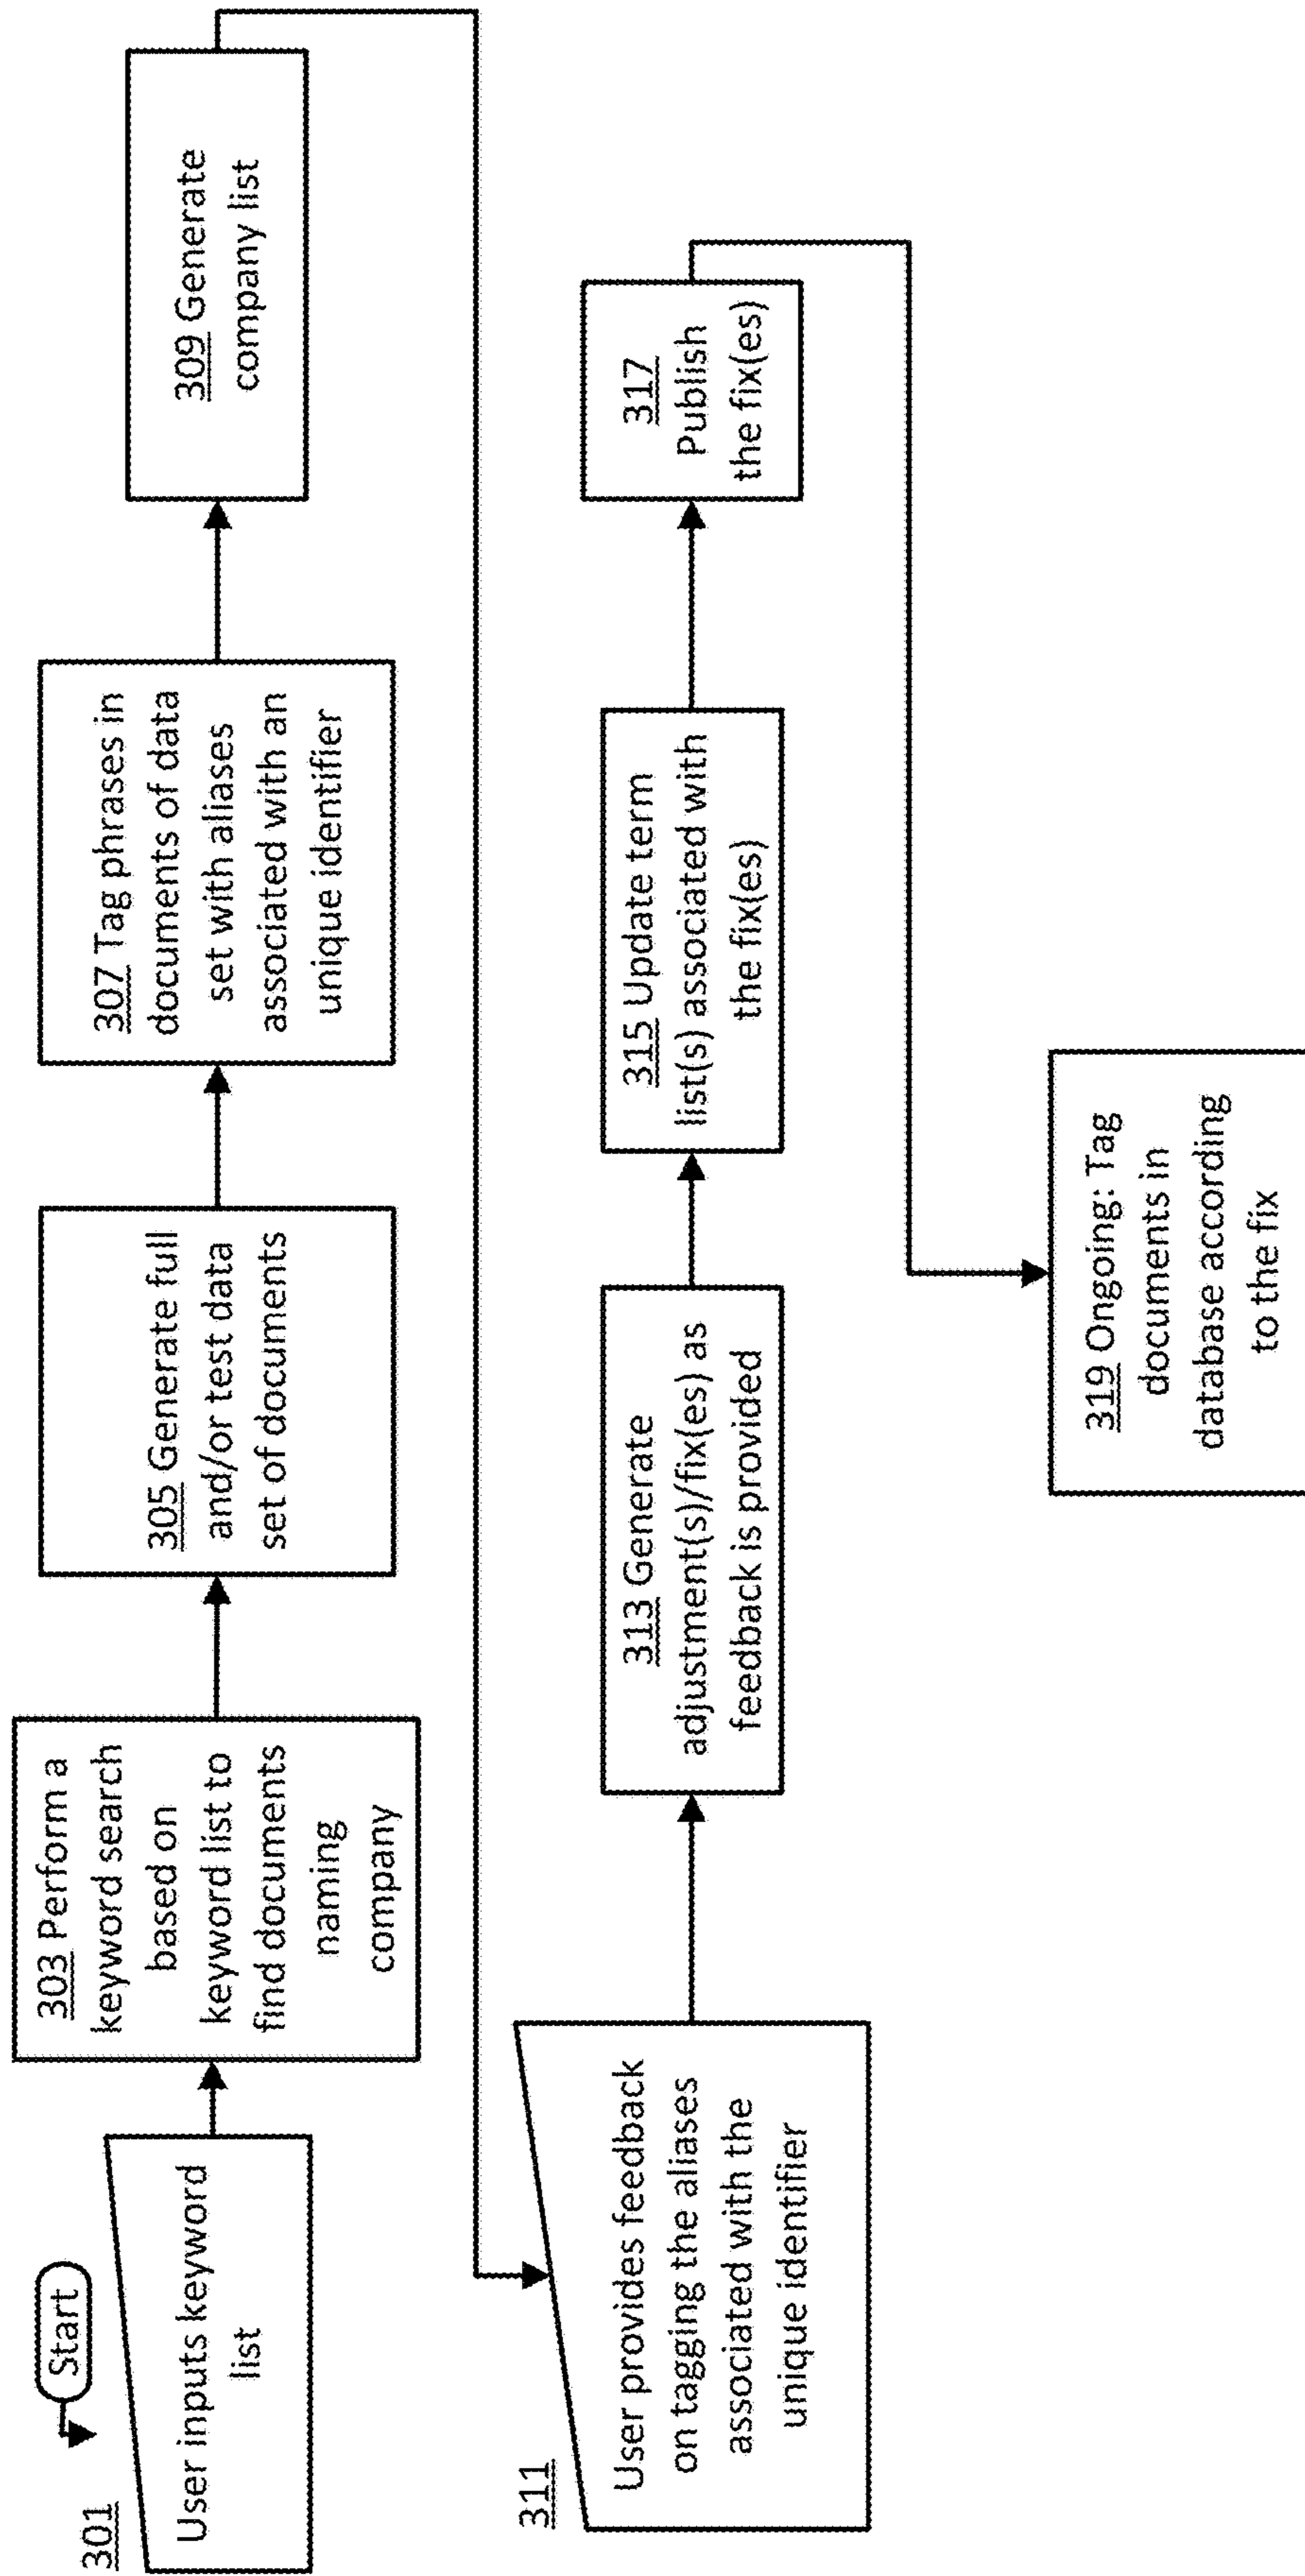 Start
301
User inputs keyword
list
303 Perform a
keyword search
based on
keyword list to
find documents
naming
company
305 Generate full
and/or test data
set of documents
307 Tag phrases in
documents of data
set with aliases
associated with an
unique identifier
309 Generate
company list
311
User provides feedback
on tagging the aliases
associated with the
unique identifier
313 Generate
adjustment(s)/fix(es) as
feedback is provided
315 Update term
list(s) associated with
the fix(es)
317
Publish
the fix(es)
319 Ongoing: Tag
documents in
database according
to the fix